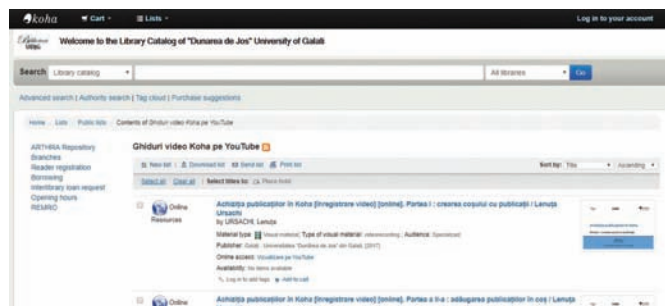 koha Cart Lists Log in to your account
Welcome to the Library Catalog of "Dunarea de Jos" University of Galati
Search Library catalog All libraries Go
Advanced search | Authority search | Tag cloud | Purchase suggestions
Home Lists Public lists Contents of Ghiduri video Koha pe YouTube
ARTHRA Repository
Branches
Reader registration
Borrowing
Interlibrary loan request
Opening hours
REMRO
Ghiduri video Koha pe YouTube
New list Download list Send list Print list Sort by: Title Ascending
Select all Clear all Select titles to: Place hold
Online Resources
Achiziția publicațiilor în Koha [înregistrare video] [online]. Partea I : crearea coșului cu publicații / Lenuța
Ursachi
by URSACHI, Lenuța
Material type: Visual material; Type of visual material: ; Audience: Specialized;
Publisher: Galati : Universitatea "Dunărea de Jos" din Galati, [2017]
Online access: Vizualizare pe YouTube
Availability: No items available
Log in to add tags Add to cart
Online
Achiziția publicațiilor în Koha [înregistrare video] [online]. Partea a II-a : adăugarea publicațiilor în coș / Lenuța